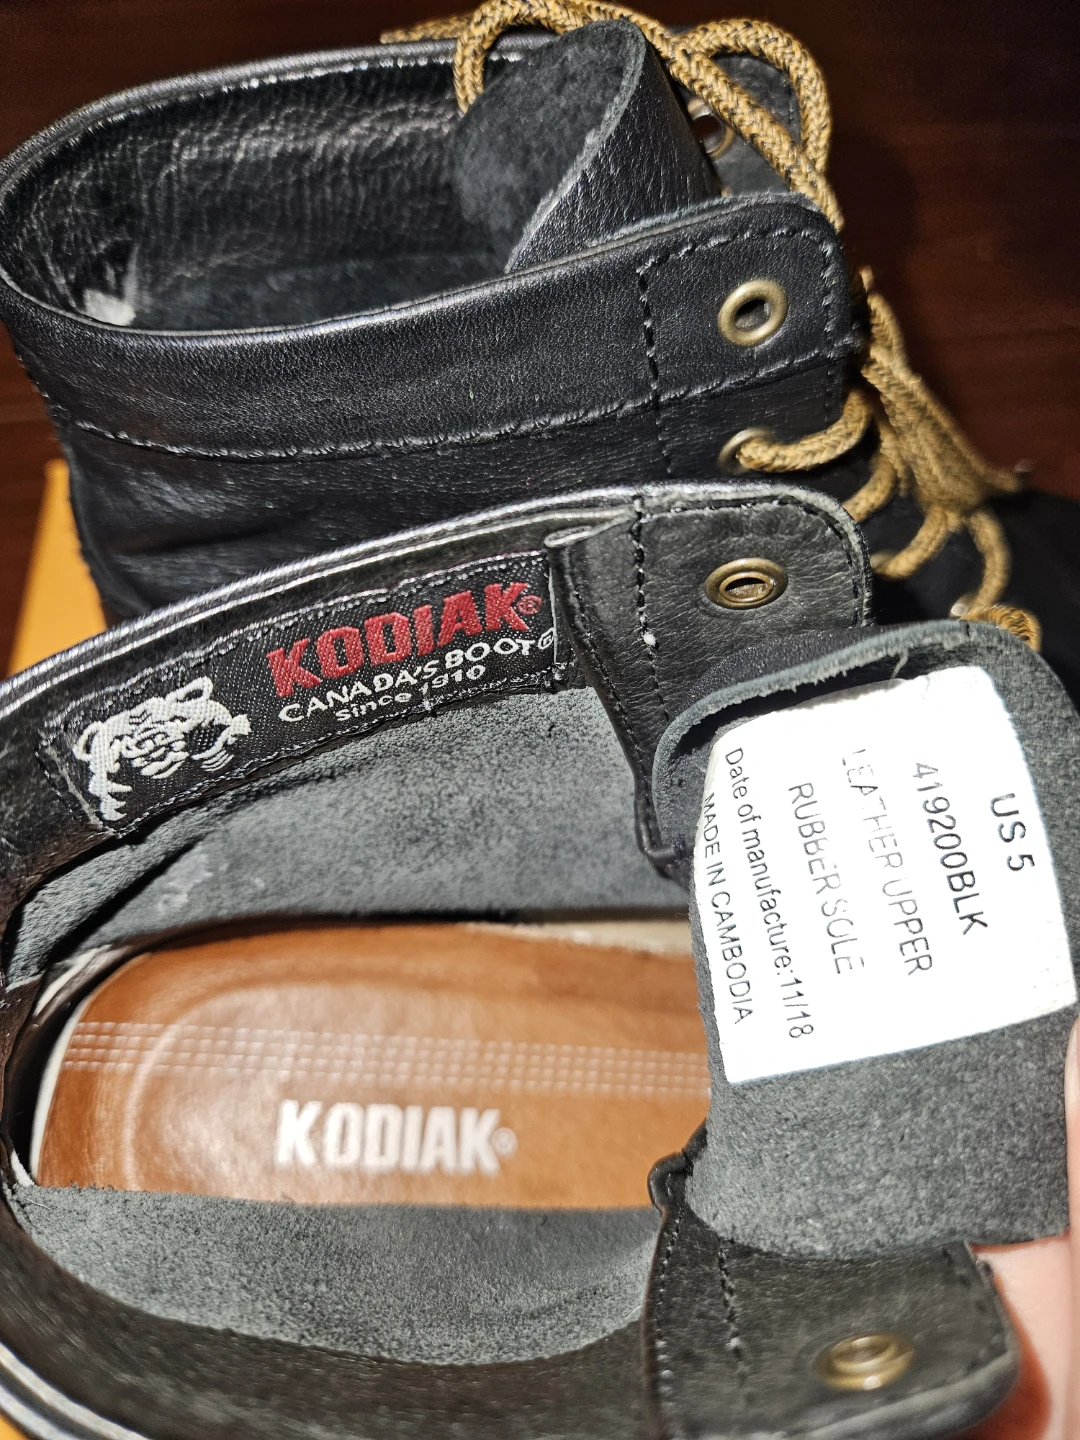 KODIAK®
CANADA'S BOOT®
since 1910
US 5
419200BLK
LEATHER UPPER
RUBBER SOLE
Date of manufacture:11/18
MADE IN CAMBODIA
KODIAK®